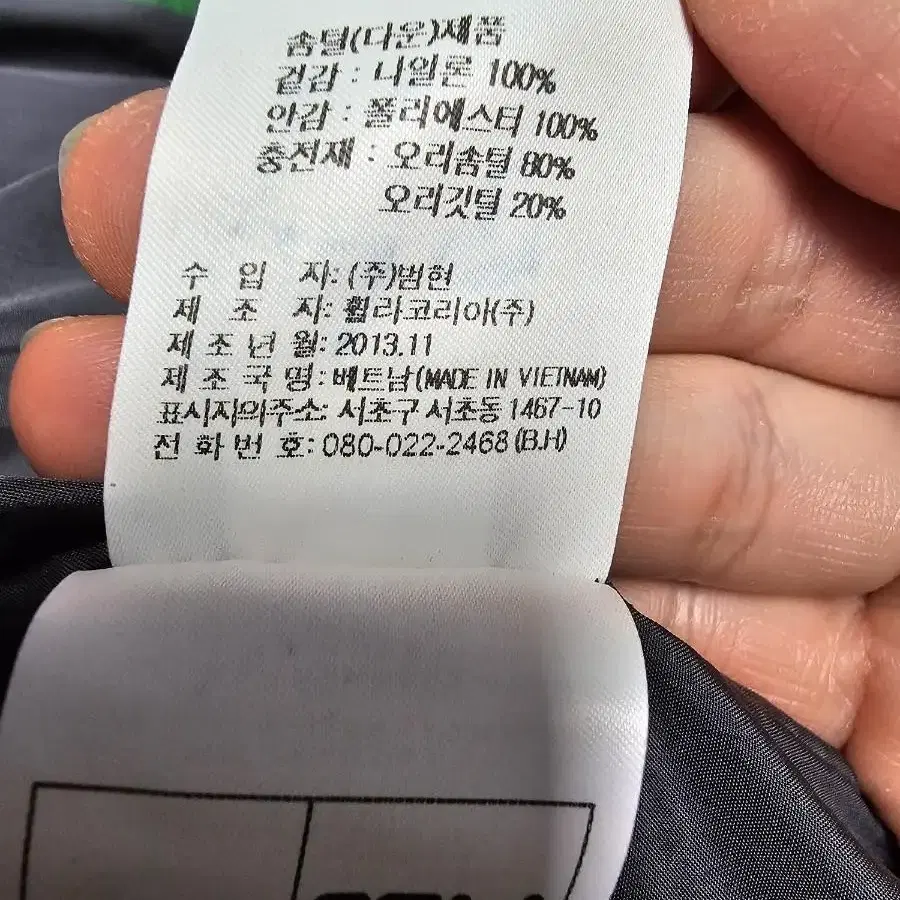 솜털(다운)제품
겉감 : 나일론 100%
안감 : 폴리에스터 100%
충전재 : 오리솜털 80%
오리깃털 20%
수 입 자: (주)범현
제 조 자: 휠라코리아(주)
제 조 년 월: 2013.11
제 조 국 명: 베트남(MADE IN VIETNAM)
표시자의주소: 서초구 서초동 1467-10
전 화 번 호: 080-022-2468 (B.H)